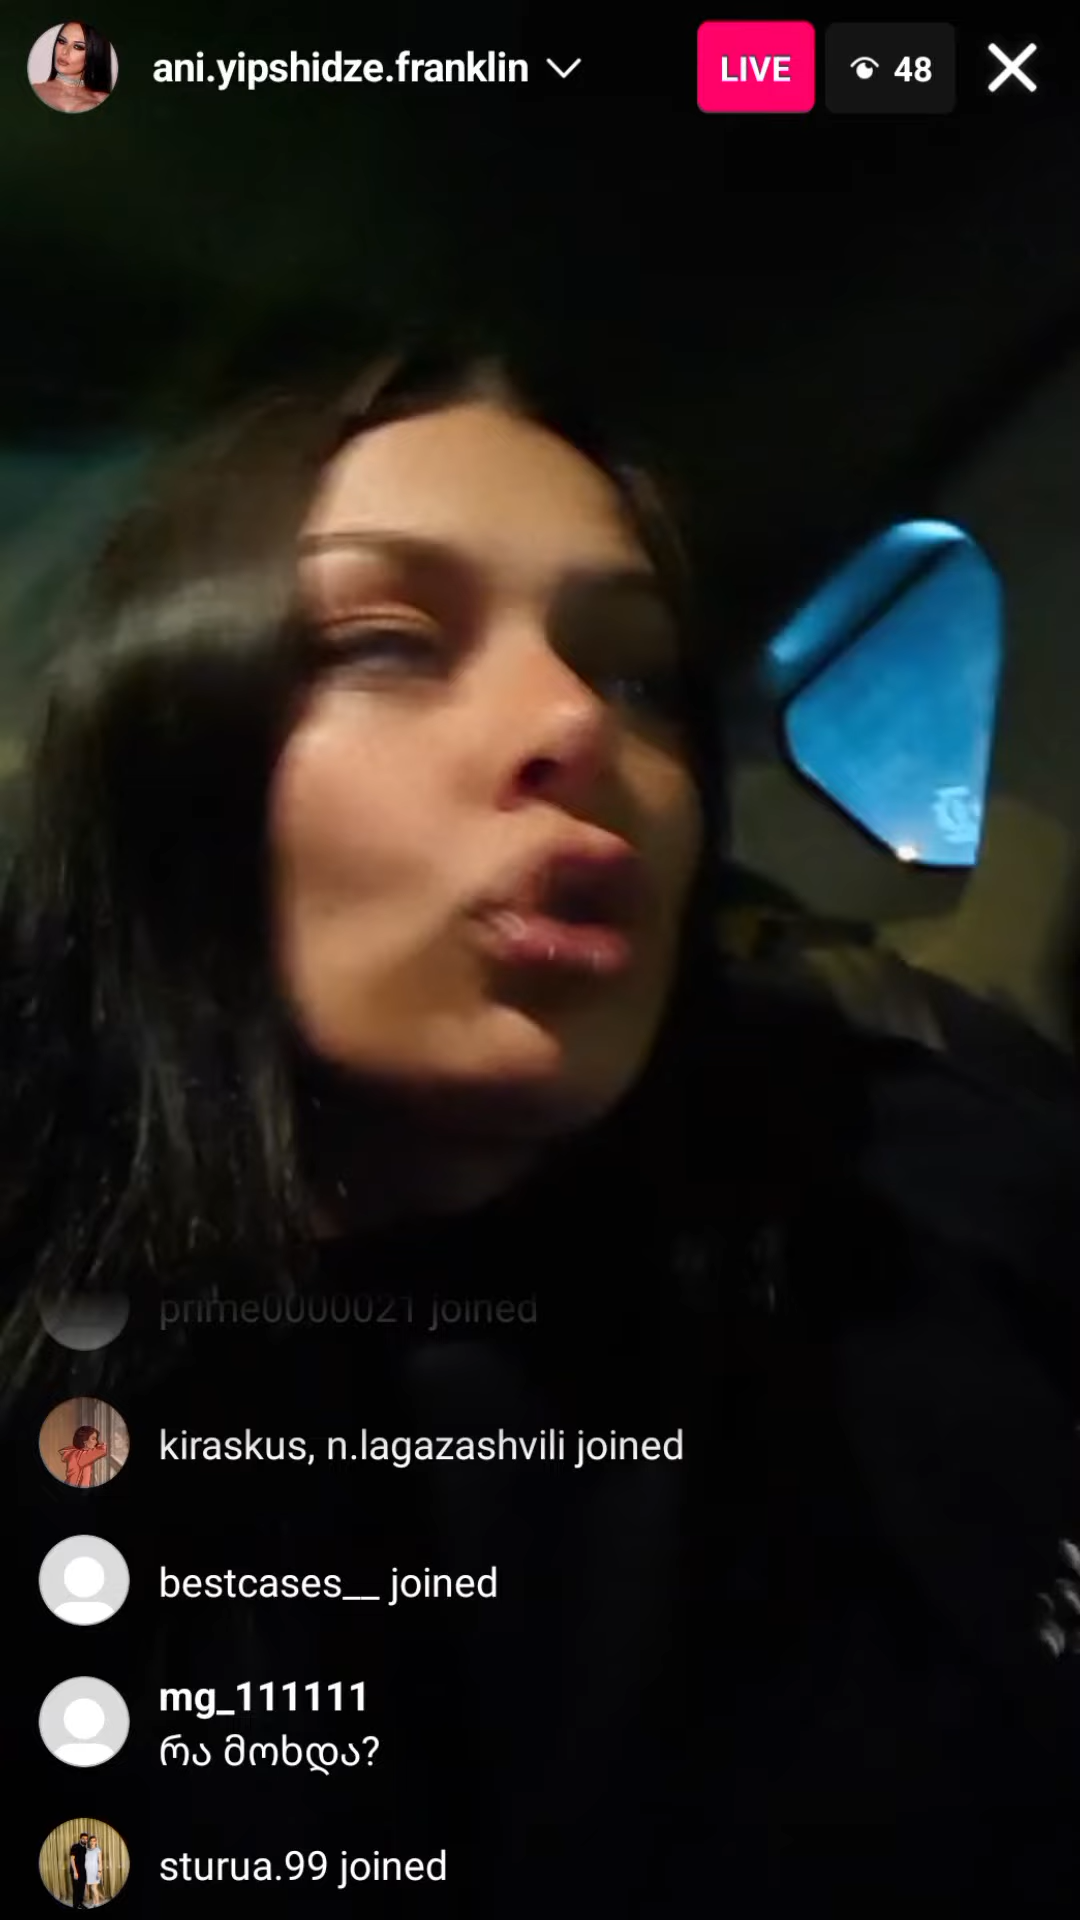 ani.yipshidze.franklin
LIVE
48
prime0000021 joined
kiraskus, n.lagazashvili joined
bestcases__ joined
mg_111111
რა მოხდა?
sturua.99 joined